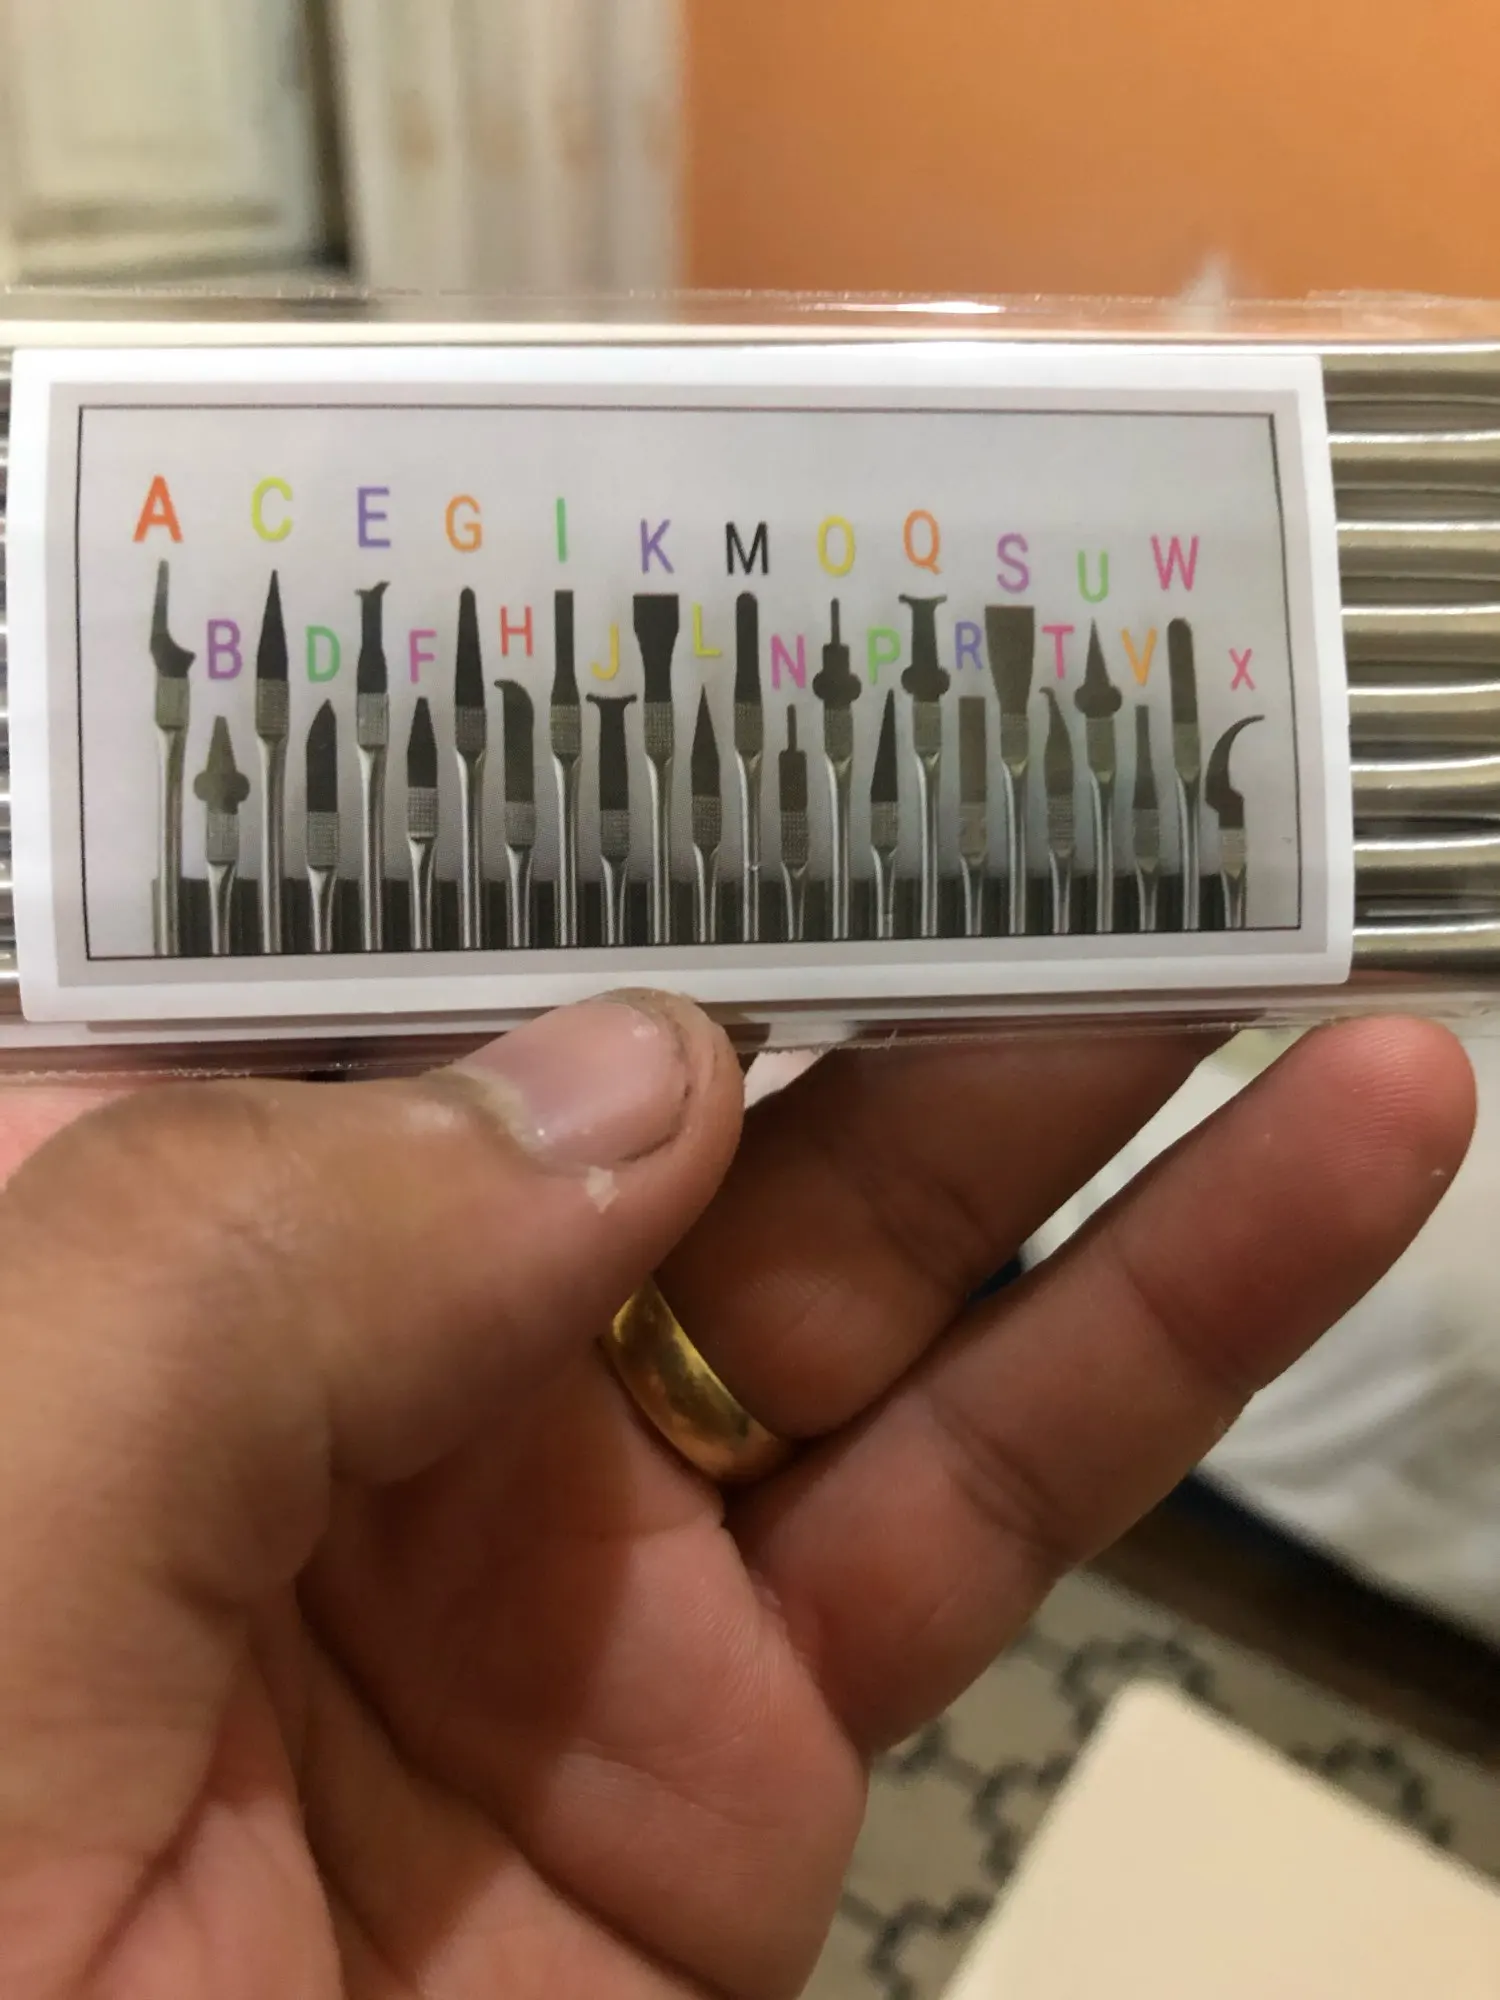 A C E G I K M O Q S U W
B D F H J L N P R T V X